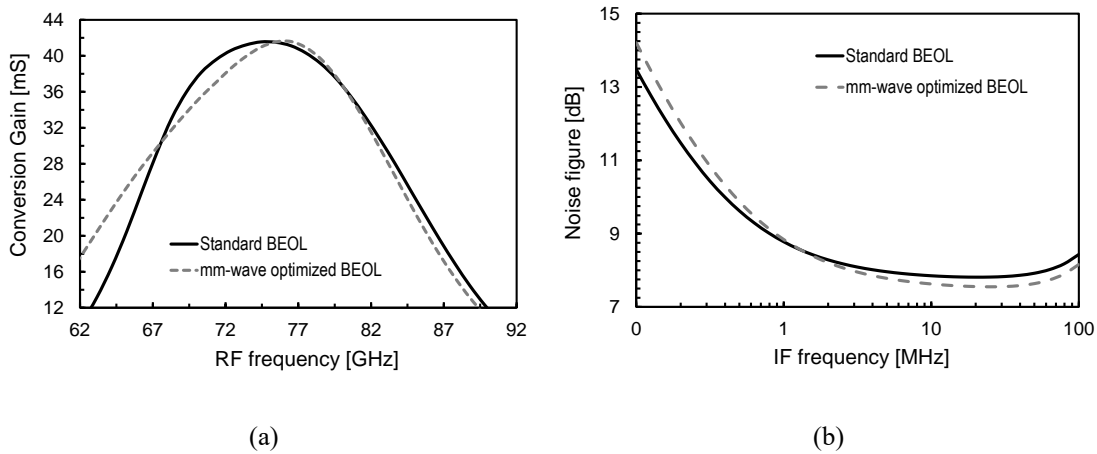 44
40
36
32
28
24
20
16
12
Conversion Gain [mS]
Standard BEOL
mm-wave optimized BEOL
62 67 72 77 82 87 92
RF frequency [GHz]
(a)
15
13
11
9
7
Noise figure [dB]
Standard BEOL
mm-wave optimized BEOL
0 1 10 100
IF frequency [MHz]
(b)